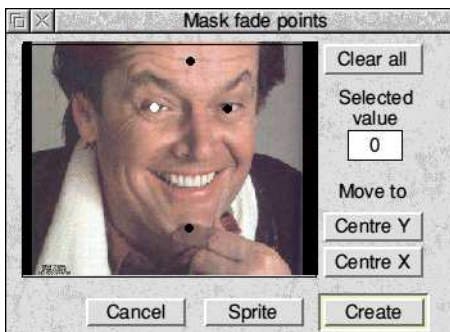 Mask fade points
Clear all
Selected
value
0
Move to
Centre Y
Centre X
Cancel
Sprite
Create